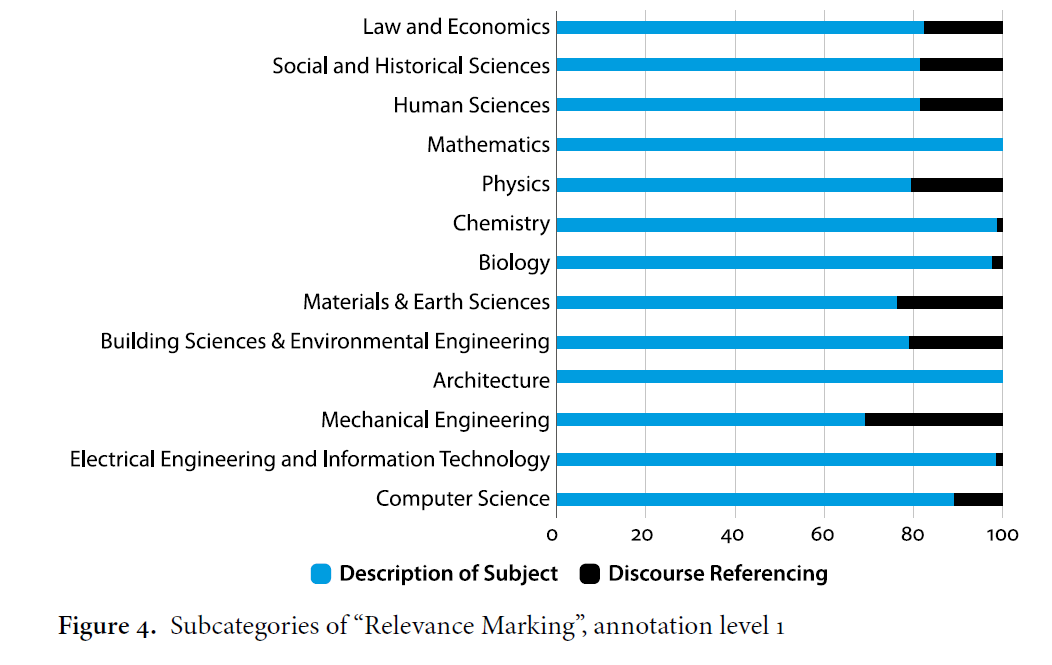 Law and Economics
Social and Historical Sciences
Human Sciences
Mathematics
Physics
Chemistry
Biology
Materials & Earth Sciences
Building Sciences & Environmental Engineering
Architecture
Mechanical Engineering
Electrical Engineering and Information Technology
Computer Science
0 20 40 60 80 100
Description of Subject Discourse Referencing
Figure 4. Subcategories of “Relevance Marking”, annotation level 1